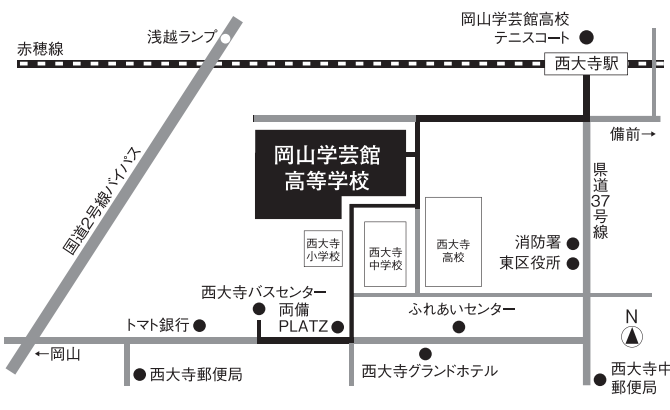 岡山学芸館高校
テニスコート
浅越ランプ
赤穂線
西大寺駅
備前→
岡山学芸館
高等学校
国道2号線バイパス
県道37号線
西大寺
小学校
西大寺
中学校
西大寺
高校
消防署
東区役所
西大寺バスセンター
両備
PLATZ
ふれあいセンター
トマト銀行
N
←岡山
西大寺グランドホテル
西大寺郵便局
西大寺中
郵便局